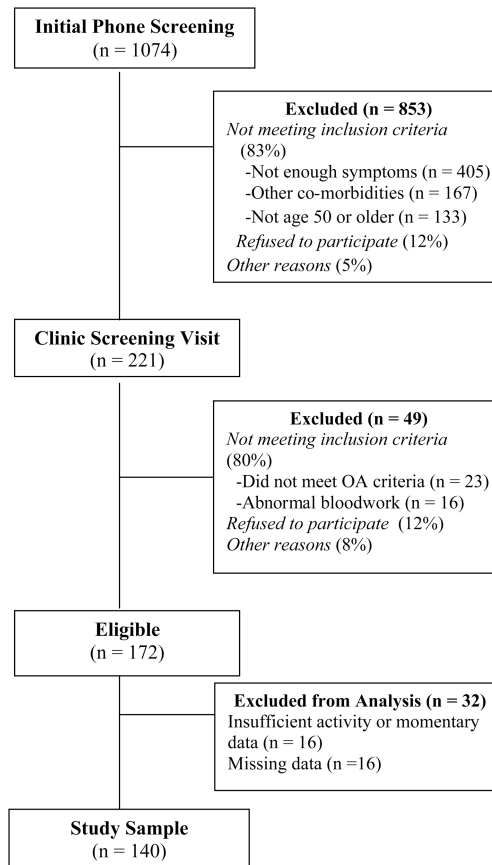 Initial Phone Screening
(n = 1074)
Excluded (n = 853)
Not meeting inclusion criteria
(83%)
-Not enough symptoms (n = 405)
-Other co-morbidities (n = 167)
-Not age 50 or older (n = 133)
Refused to participate (12%)
Other reasons (5%)
Clinic Screening Visit
(n = 221)
Excluded (n = 49)
Not meeting inclusion criteria
(80%)
-Did not meet OA criteria (n = 23)
-Abnormal bloodwork (n = 16)
Refused to participate (12%)
Other reasons (8%)
Eligible
(n = 172)
Excluded from Analysis (n = 32)
Insufficient activity or momentary
data (n = 16)
Missing data (n =16)
Study Sample
(n = 140)